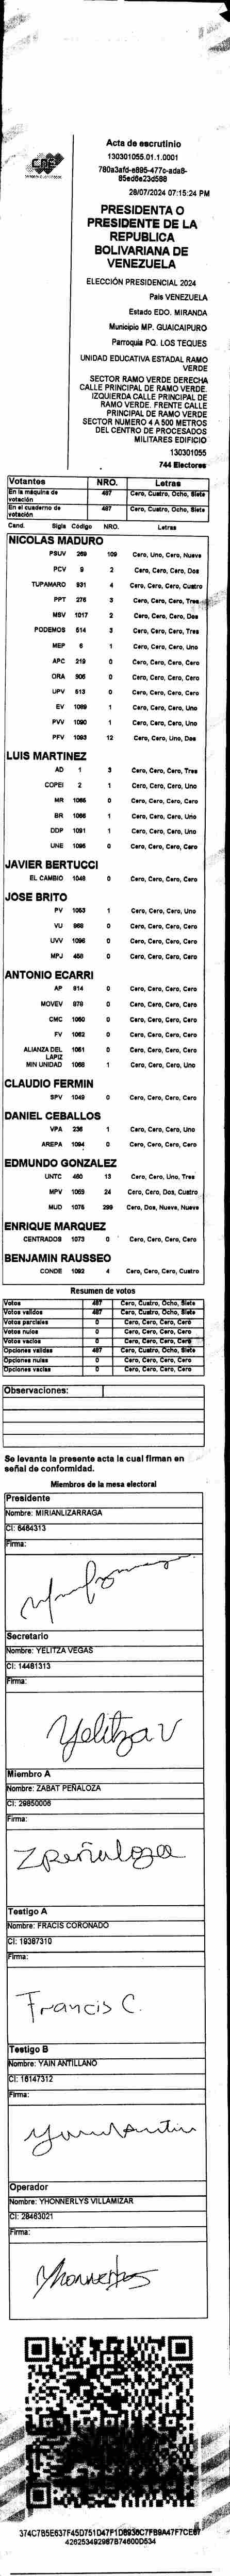 Acta de escrutinio
130301055.01.1.0001
780a3afd-e895-477c-ada8-
85ed6e23d588
28/07/2024 07:15:24 PM
PRESIDENTA O
PRESIDENTE DE LA
REPUBLICA
BOLIVARIANA DE
VENEZUELA
ELECCIÓN PRESIDENCIAL 2024
Pais VENEZUELA
Estado EDO. MIRANDA
Municipio MP. GUAICAIPURO
Parroquia PQ. LOS TEQUES
UNIDAD EDUCATIVA ESTADAL RAMO
VERDE
SECTOR RAMO VERDE DERECHA
CALLE PRINCIPAL DE RAMO VERDE.
IZQUIERDA CALLE PRINCIPAL DE
RAMO VERDE. FRENTE CALLE
PRINCIPAL DE RAMO VERDE
SECTOR NUMERO 4 A 500 METROS
DEL CENTRO DE PROCESADOS
MILITARES EDIFICIO
130301055
744 Electores
Votantes NRO. Letras
En la máquina de votación 487 Cero, Cuatro, Ocho, Siete
En el cuaderno de votación 487 Cero, Cuatro, Ocho, Siete
Cand. Sigla Código NRO. Letras
NICOLAS MADURO
PSUV 269 109 Cero, Uno, Cero, Nueve
PCV 9 2 Cero, Cero, Cero, Dos
TUPAMARO 931 4 Cero, Cero, Cero, Cuatro
PPT 276 3 Cero, Cero, Cero, Tres
MSV 1017 2 Cero, Cero, Cero, Dos
PODEMOS 514 3 Cero, Cero, Cero, Tres
MEP 6 1 Cero, Cero, Cero, Uno
APC 219 0 Cero, Cero, Cero, Cero
ORA 906 0 Cero, Cero, Cero, Cero
UPV 513 0 Cero, Cero, Cero, Cero
EV 1089 1 Cero, Cero, Cero, Uno
PVV 1090 1 Cero, Cero, Cero, Uno
PFV 1093 12 Cero, Cero, Uno, Dos
LUIS MARTINEZ
AD 1 3 Cero, Cero, Cero, Tres
COPEI 2 1 Cero, Cero, Cero, Uno
MR 1065 0 Cero, Cero, Cero, Cero
BR 1066 1 Cero, Cero, Cero, Uno
DDP 1091 1 Cero, Cero, Cero, Uno
UNE 1095 0 Cero, Cero, Cero, Cero
JAVIER BERTUCCI
EL CAMBIO 1048 0 Cero, Cero, Cero, Cero
JOSE BRITO
PV 1053 1 Cero, Cero, Cero, Uno
VU 968 0 Cero, Cero, Cero, Cero
UVV 1096 0 Cero, Cero, Cero, Cero
MPJ 458 0 Cero, Cero, Cero, Cero
ANTONIO ECARRI
AP 814 0 Cero, Cero, Cero, Cero
MOVEV 978 0 Cero, Cero, Cero, Cero
CMC 1060 0 Cero, Cero, Cero, Cero
FV 1062 0 Cero, Cero, Cero, Cero
ALIANZA DEL LAPIZ 1061 0 Cero, Cero, Cero, Cero
MIN UNIDAD 1068 1 Cero, Cero, Cero, Uno
CLAUDIO FERMIN
SPV 1049 0 Cero, Cero, Cero, Cero
DANIEL CEBALLOS
VPA 236 1 Cero, Cero, Cero, Uno
AREPA 1094 0 Cero, Cero, Cero, Cero
EDMUNDO GONZALEZ
UNTC 480 13 Cero, Cero, Uno, Tres
MPV 1069 24 Cero, Cero, Dos, Cuatro
MUD 1075 299 Cero, Dos, Nueve, Nueve
ENRIQUE MARQUEZ
CENTRADOS 1073 0 Cero, Cero, Cero, Cero
BENJAMIN RAUSSEO
CONDE 1092 4 Cero, Cero, Cero, Cuatro
Resumen de votos
Votos 487 Cero, Cuatro, Ocho, Siete
Votos validos 487 Cero, Cuatro, Ocho, Siete
Votos parciales 0 Cero, Cero, Cero, Cero
Votos nulos 0 Cero, Cero, Cero, Cero
Votos vacios 0 Cero, Cero, Cero, Cero
Opciones validas 487 Cero, Cuatro, Ocho, Siete
Opciones nulas 0 Cero, Cero, Cero, Cero
Opciones vacias 0 Cero, Cero, Cero, Cero
Observaciones:
Se levanta la presente acta la cual firman en
señal de conformidad.
Miembros de la mesa electoral
Presidente
Nombre: MIRIANLIZARRAGA
CI: 6464313
Firma:
Secretario
Nombre: YELITZA VEGAS
CI: 14481313
Firma:
Yelitza V
Miembro A
Nombre: ZABAT PEÑALOZA
CI: 29850006
Firma:
ZPeñaloza
Testigo A
Nombre: FRACIS CORONADO
CI: 19387310
Firma:
Francis C.
Testigo B
Nombre: YAIN ANTILLANO
CI: 16147312
Firma:
Operador
Nombre: YHONNERLYS VILLAMIZAR
CI: 28463021
Firma:
374C7B5E637F45D751D47F1D8936C7FB9A47F7CE67
426253492987B74600D534